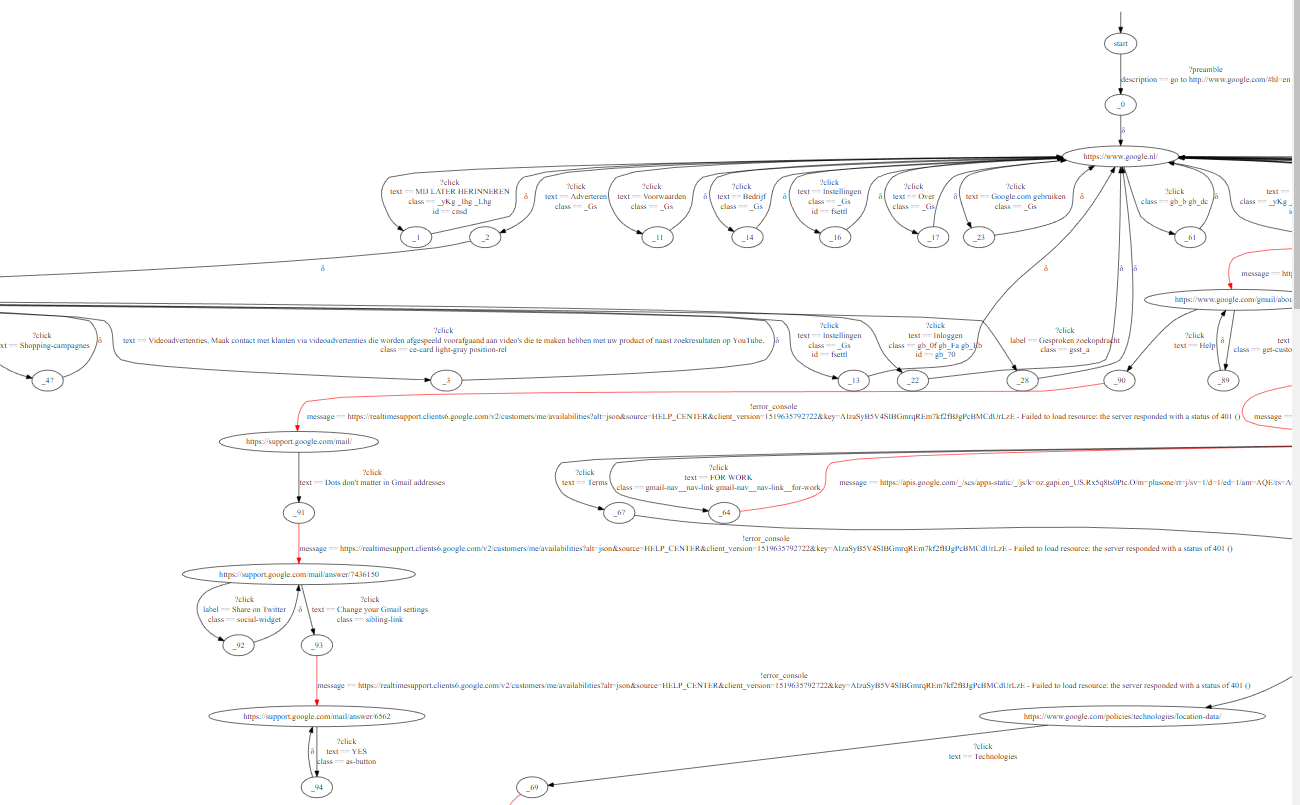 start
?preamble
description == go to http://www.google.com/#hl=en
_0
δ
https://www.google.nl/
?click
text == MIJ LATER HERINNEREN
class == _yKg _Ihg _Lhg
id == cnsd
δ
?click
text == Adverteren
class == _Gs
?click
text == Voorwaarden
class == _Gs
δ
?click
text == Bedrijf
class == _Gs
δ
?click
text == Instellingen
class == _Gs
id == fsettl
δ
?click
text == Over
class == _Gs
δ
?click
text == Google.com gebruiken
class == _Gs
δ
?click
class == gb_b gb_dc
δ
text ==
class == _yKg
_1
_2
_11
_14
_16
_17
_23
_61
δ
δ
δ
δ
message == htt
https://www.google.com/gmail/abou
?click
xt == Shopping-campagnes
δ
?click
text == Videoadvertenties, Maak contact met klanten via videoadvertenties die worden afgespeeld voorafgaand aan video's die te maken hebben met uw product of naast zoekresultaten op YouTube.
class == ce-card light-gray position-rel
δ
?click
text == Instellingen
class == _Gs
id == fsettl
?click
text == Inloggen
class == gb_0f gb_Fa gb_Eb
id == gb_70
?click
label == Gesproken zoekopdracht
class == gsst_a
?click
text == Help
δ
text
class == get-custo
_47
_3
_13
_22
_28
_90
_89
!error_console
message == https://realtimesupport.clients6.google.com/v2/customers/me/availabilities?alt=json&source=HELP_CENTER&client_version=1519635792722&key=AIzaSyB5V4SIBGmrqREm7kf2fBJgPcBMCdUrLzE - Failed to load resource: the server responded with a status of 401 ()
message ==
https://support.google.com/mail/
?click
text == Dots don't matter in Gmail addresses
?click
text == Terms
?click
text == FOR WORK
class == gmail-nav__nav-link gmail-nav__nav-link__for-work
message == https://apis.google.com/_/scs/apps-static/_/js/k=oz.gapi.en_US.Rx5q8ts0Ptc.O/m=plusone/rt=j/sv=1/d=1/ed=1/am=AQE/rs=A
_91
_67
_64
!error_console
message == https://realtimesupport.clients6.google.com/v2/customers/me/availabilities?alt=json&source=HELP_CENTER&client_version=1519635792722&key=AIzaSyB5V4SIBGmrqREm7kf2fBJgPcBMCdUrLzE - Failed to load resource: the server responded with a status of 401 ()
https://support.google.com/mail/answer/7436150
?click
label == Share on Twitter
class == social-widget
δ
?click
text == Change your Gmail settings
class == sibling-link
_92
_93
!error_console
message == https://realtimesupport.clients6.google.com/v2/customers/me/availabilities?alt=json&source=HELP_CENTER&client_version=1519635792722&key=AIzaSyB5V4SIBGmrqREm7kf2fBJgPcBMCdUrLzE - Failed to load resource: the server responded with a status of 401 ()
https://support.google.com/mail/answer/6562
https://www.google.com/policies/technologies/location-data/
δ
?click
text == YES
class == as-button
?click
text == Technologies
_94
_69